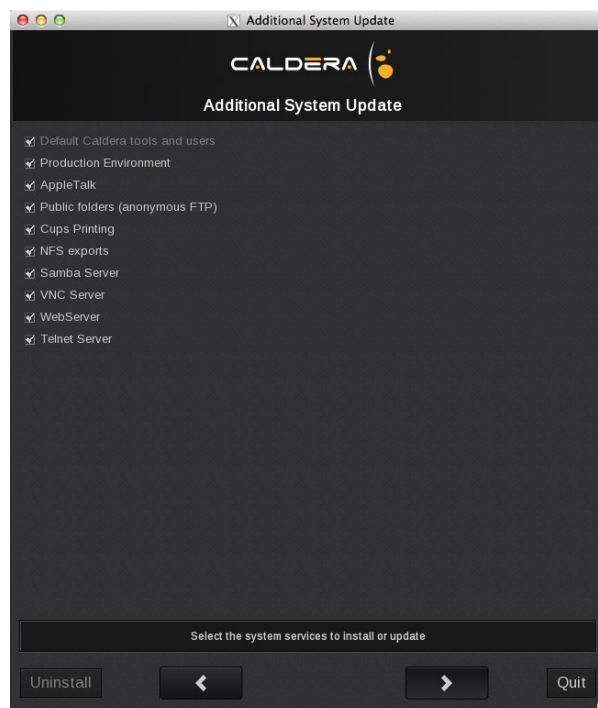 Additional System Update
CALDERA
Additional System Update
Default Caldera tools and users
Production Environment
AppleTalk
Public folders (anonymous FTP)
Cups Printing
NFS exports
Samba Server
VNC Server
WebServer
Telnet Server
Select the system services to install or update
Uninstall
Quit